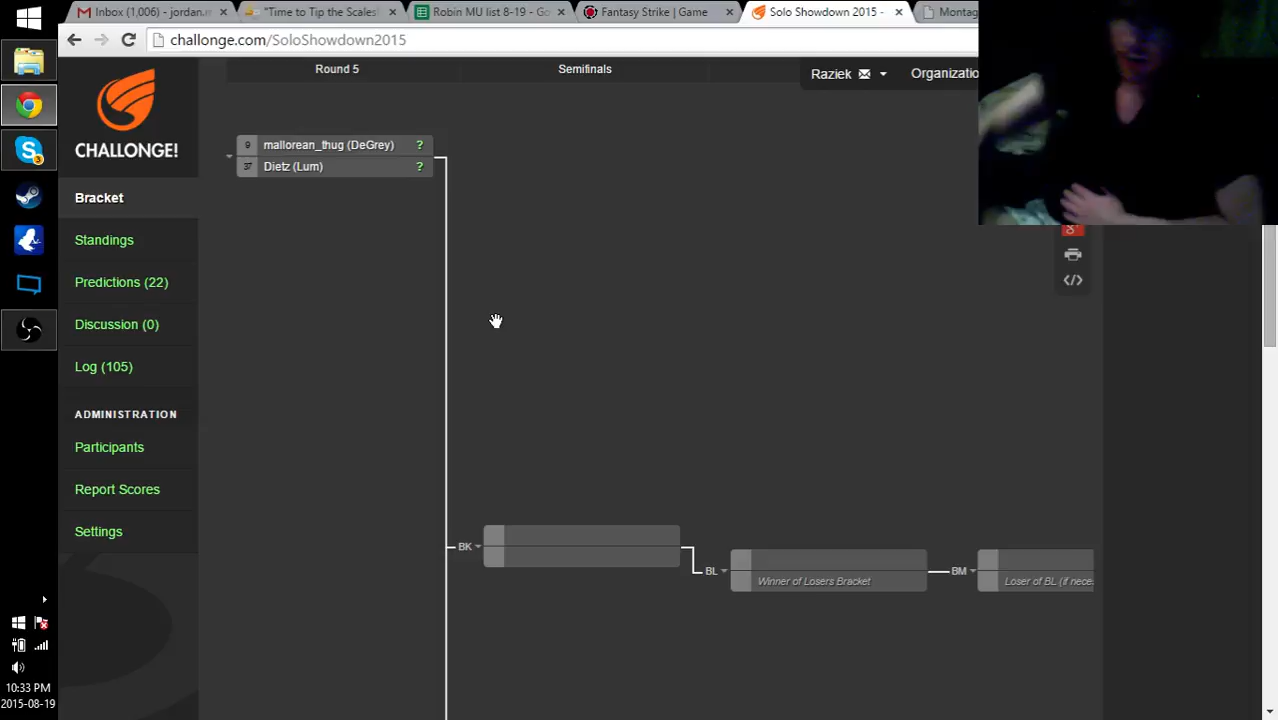 Inbox (1,006) - jordan.r
"Time to Tip the Scales!
Robin MU list 8-19 - Go
Fantasy Strike | Game
Solo Showdown 2015 -
Montag
challonge.com/SoloShowdown2015
Round 5
Semifinals
Raziek
Organizatio
CHALLONGE!
9 mallorean_thug (DeGrey) ?
37 Dietz (Lum) ?
Bracket
Standings
Predictions (22)
Discussion (0)
Log (105)
ADMINISTRATION
Participants
Report Scores
Settings
BK
BL
Winner of Losers Bracket
BM
Loser of BL (if nece
10:33 PM
2015-08-19